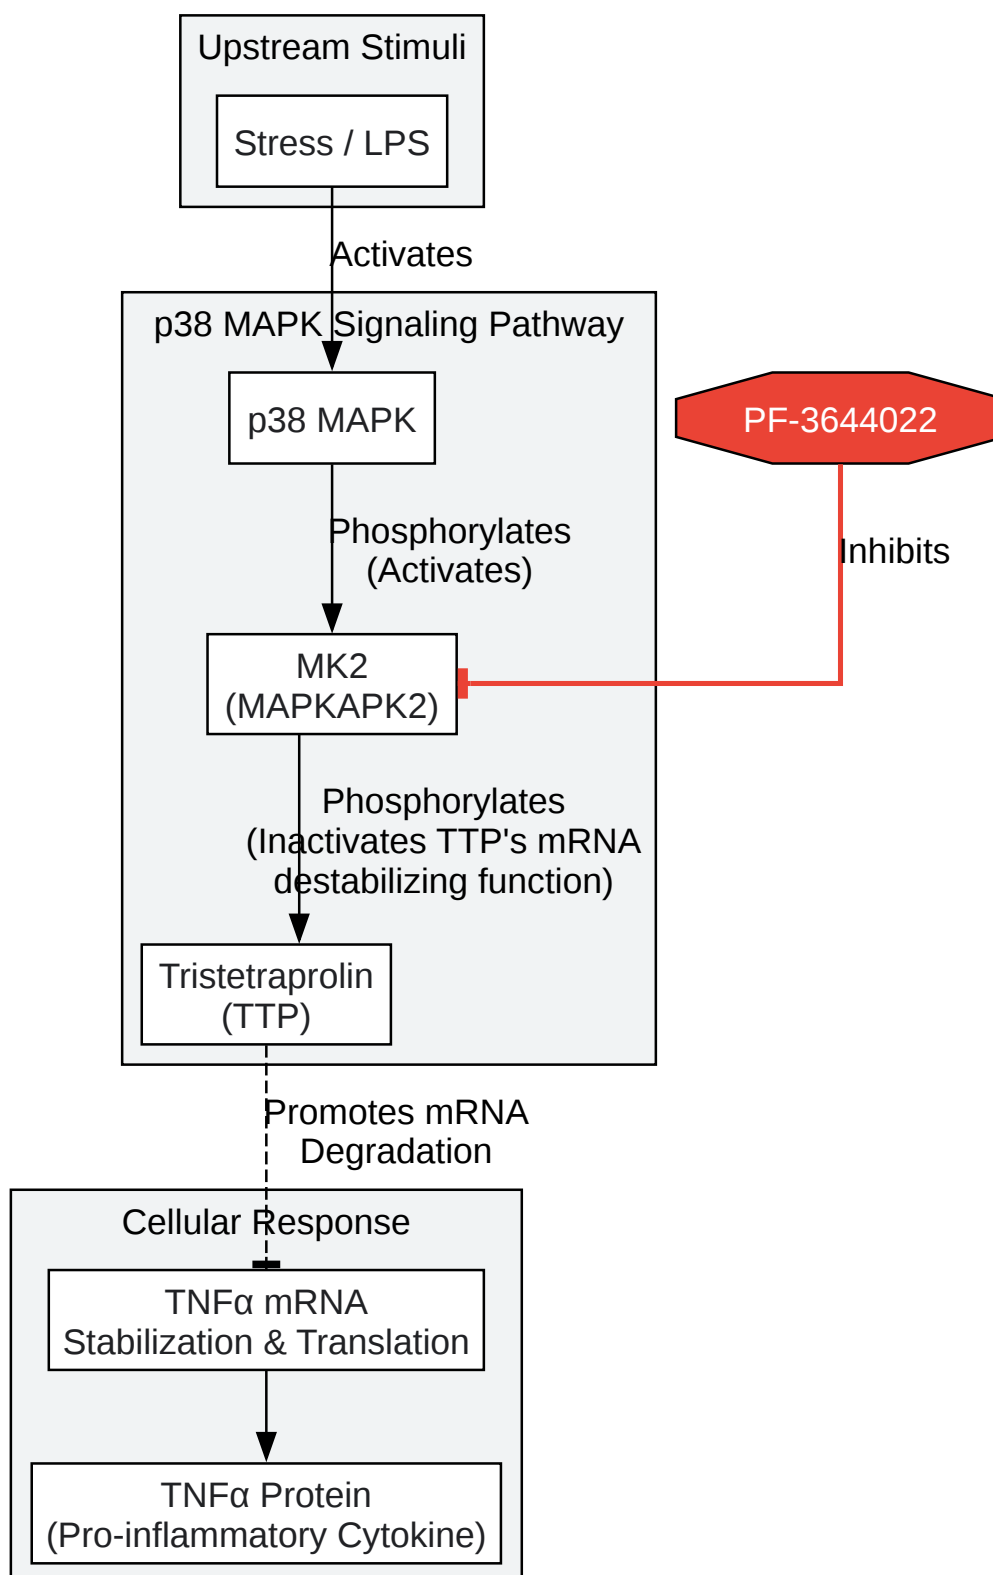 Upstream Stimuli
Stress / LPS
Activates
p38 MAPK Signaling Pathway
p38 MAPK
PF-3644022
Phosphorylates
(Activates)
Inhibits
MK2
(MAPKAPK2)
Phosphorylates
(Inactivates TTP's mRNA
destabilizing function)
Tristetraprolin
(TTP)
Promotes mRNA
Degradation
Cellular Response
TNFα mRNA
Stabilization & Translation
TNFα Protein
(Pro-inflammatory Cytokine)